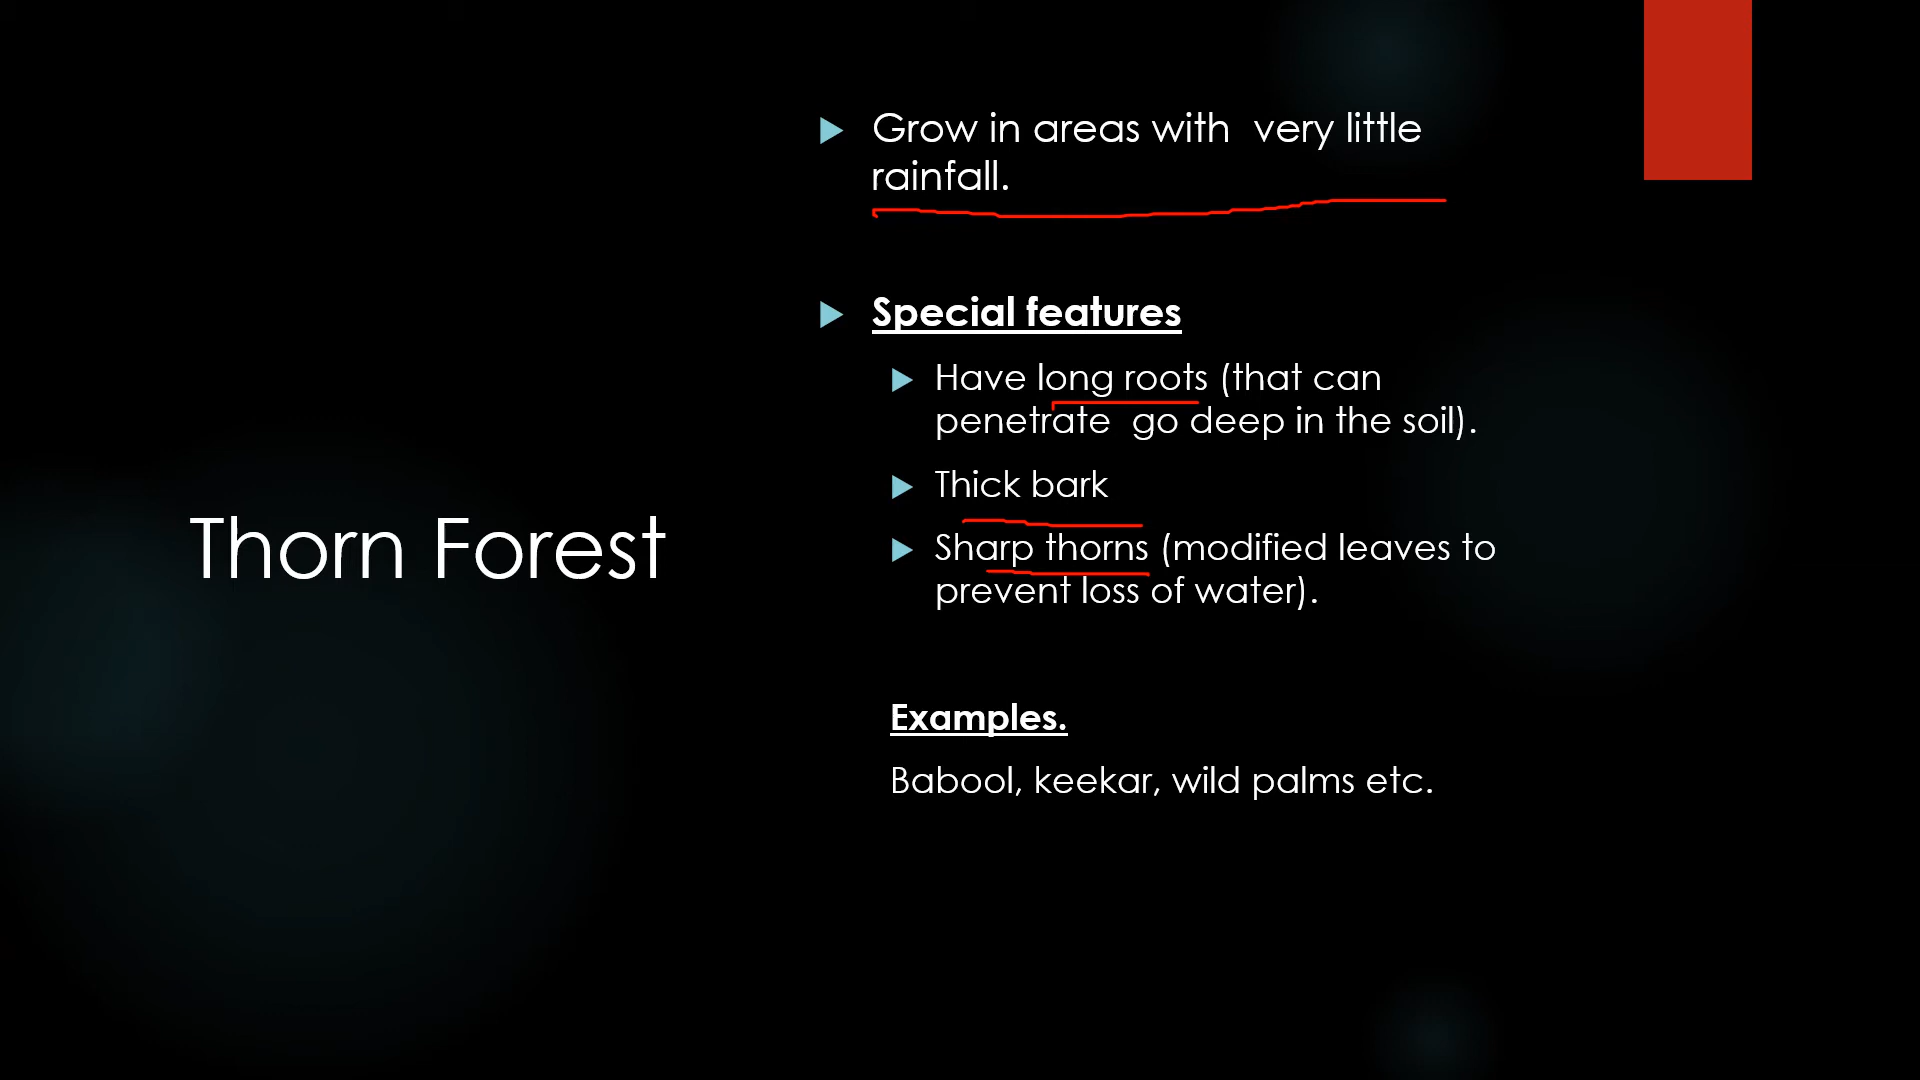 Thorn Forest
Grow in areas with  very little
rainfall.
Special features
Have long roots (that can
penetrate  go deep in the soil).
Thick bark
Sharp thorns (modified leaves to
prevent loss of water).
Examples.
Babool, keekar, wild palms etc.